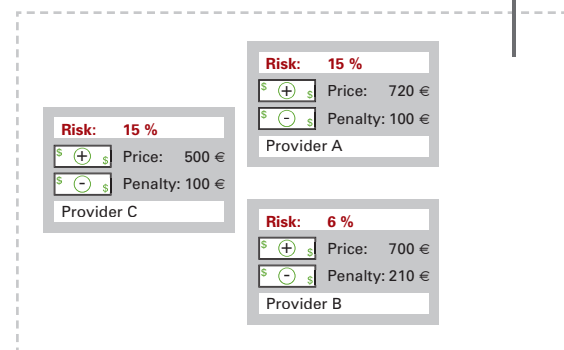 Risk: 15 %
$ + $ Price: 500 €
$ - $ Penalty: 100 €
Provider C
Risk: 15 %
$ + $ Price: 720 €
$ - $ Penalty: 100 €
Provider A
Risk: 6 %
$ + $ Price: 700 €
$ - $ Penalty: 210 €
Provider B